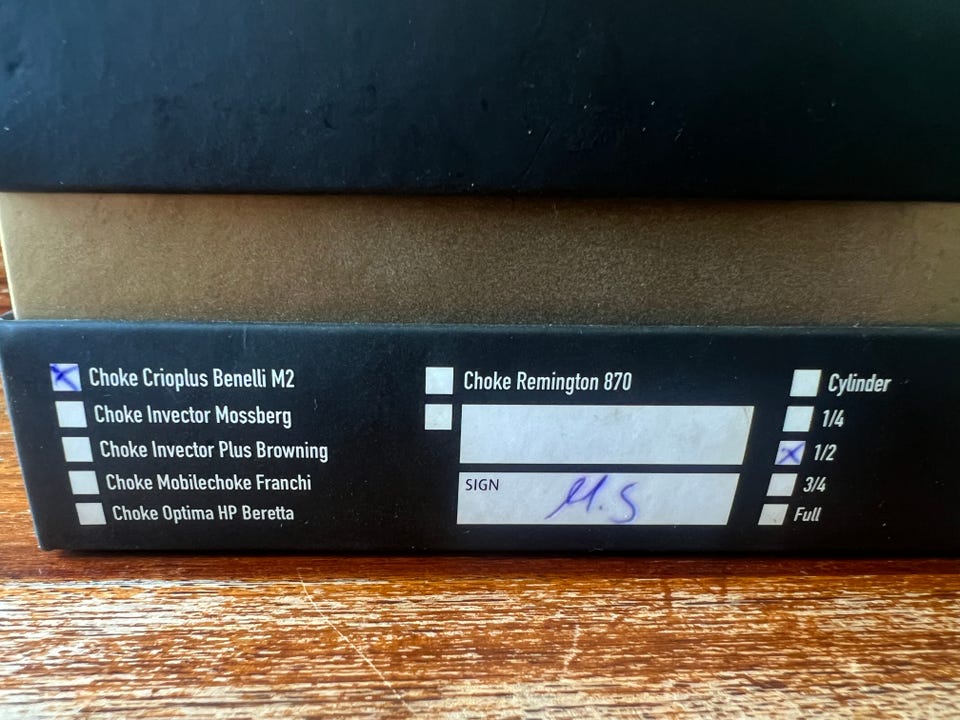 Choke Crioplus Benelli M2
Choke Invector Mossberg
Choke Invector Plus Browning
Choke Mobilechoke Franchi
Choke Optima HP Beretta
Choke Remington 870
SIGN M.S
Cylinder
1/4
1/2
3/4
Full